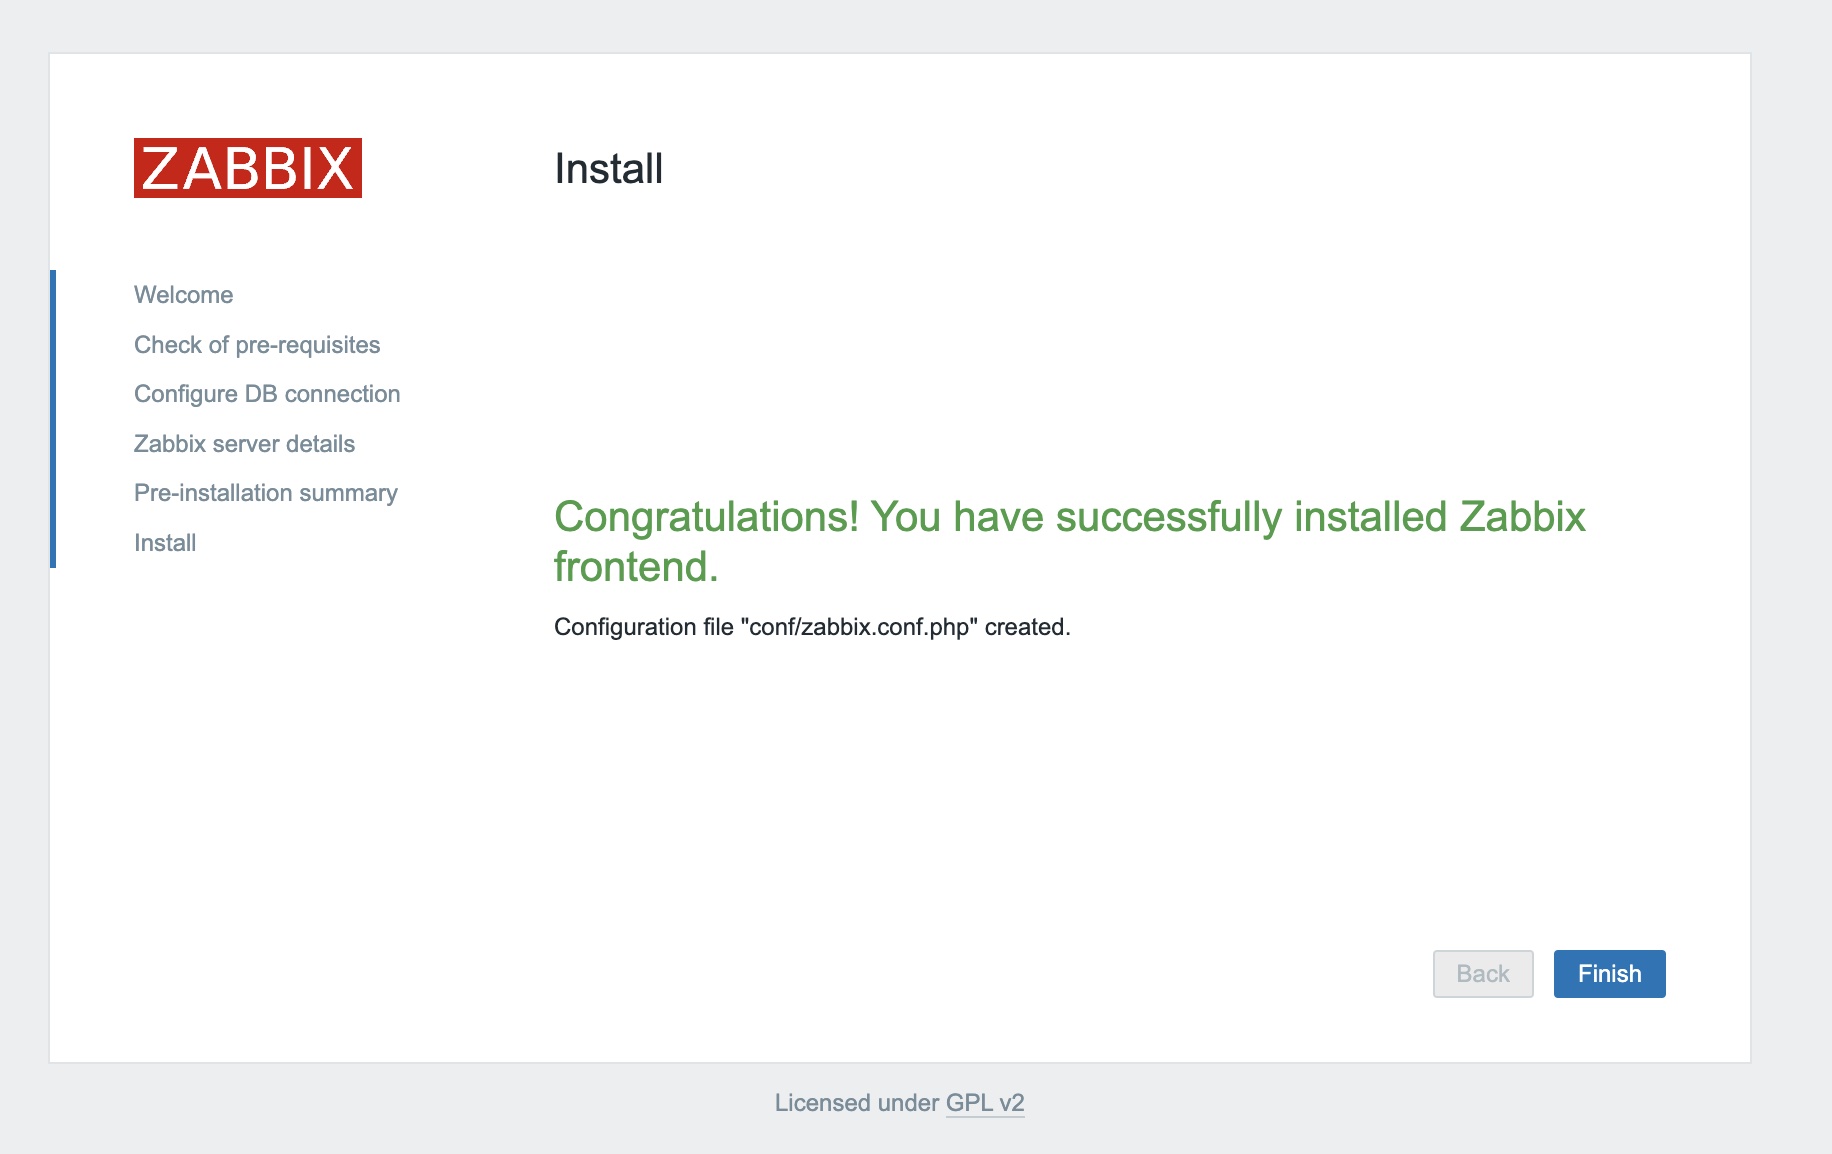 ZABBIX
Install
Welcome
Check of pre-requisites
Configure DB connection
Zabbix server details
Pre-installation summary
Install
Congratulations! You have successfully installed Zabbix
frontend.
Configuration file "conf/zabbix.conf.php" created.
Back
Finish
Licensed under GPL v2